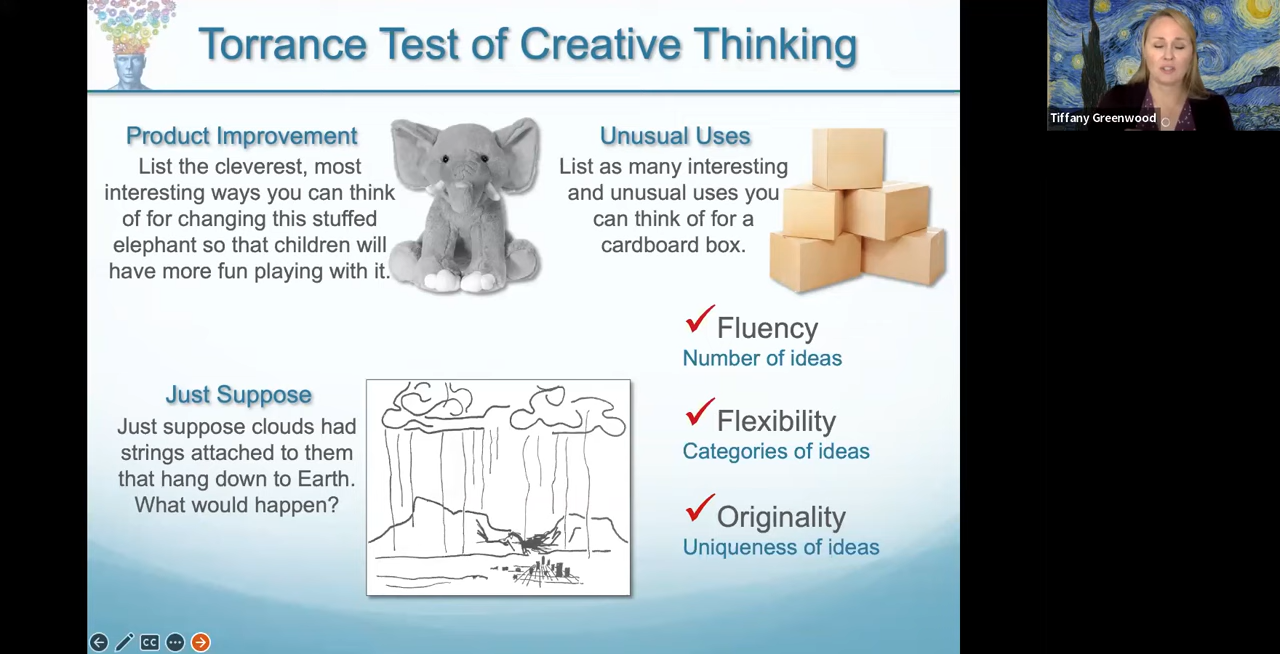 Torrance Test of Creative Thinking
Product Improvement
List the cleverest, most
interesting ways you can think
of for changing this stuffed
elephant so that children will
have more fun playing with it.
Unusual Uses
List as many interesting
and unusual uses you
can think of for a
cardboard box.
Fluency
Number of ideas
Flexibility
Categories of ideas
Originality
Uniqueness of ideas
Just Suppose
Just suppose clouds had
strings attached to them
that hang down to Earth.
What would happen?
CC
Tiffany Greenwood